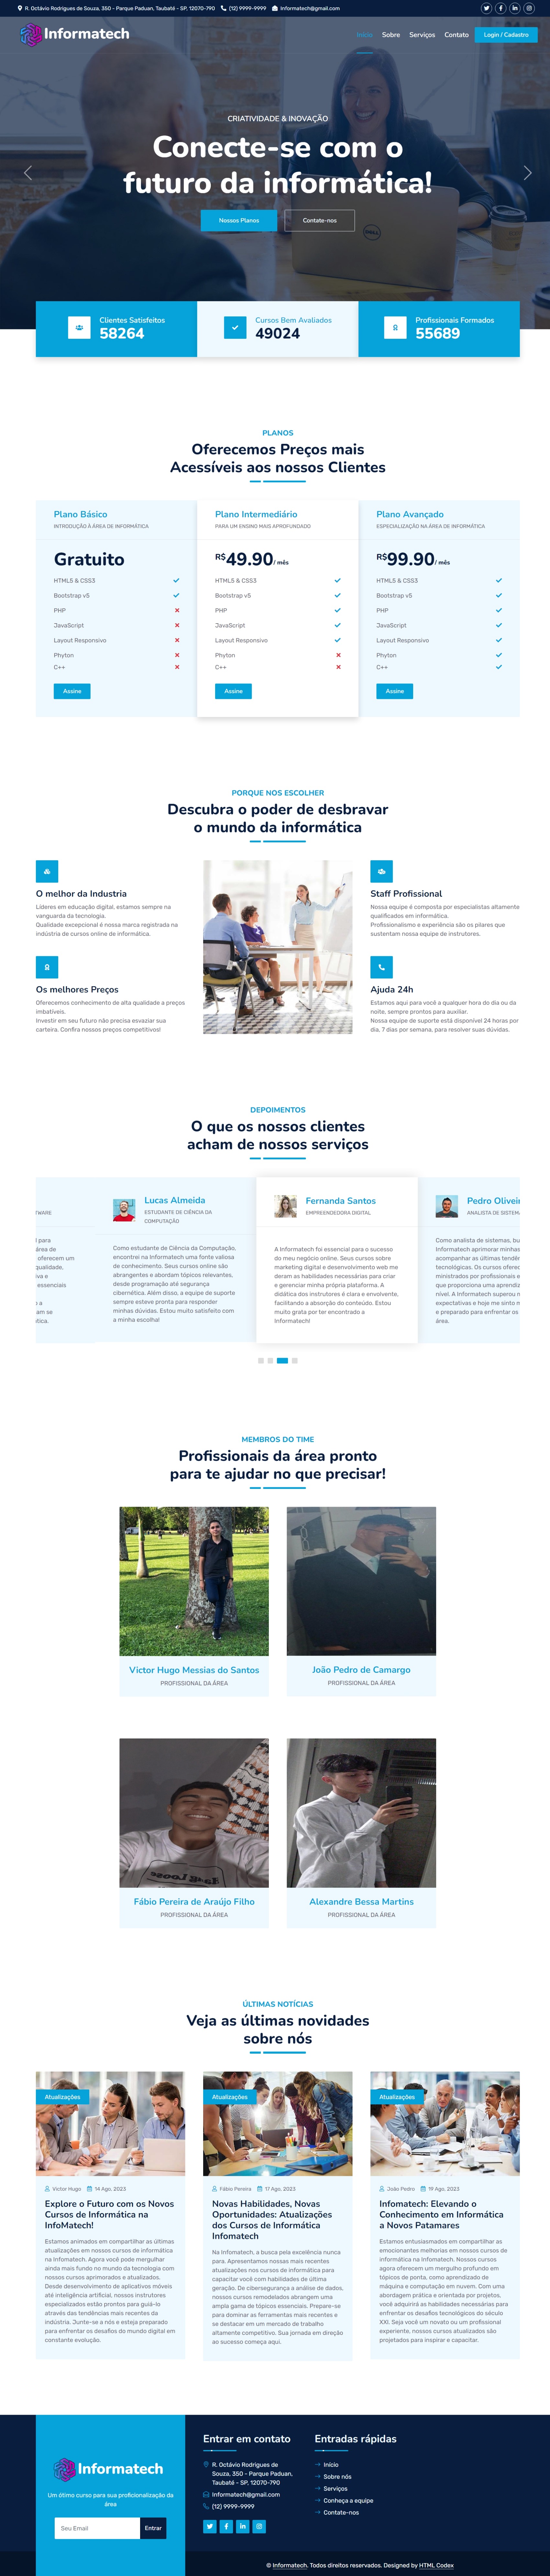 R. Octávio Rodrigues de Souza, 350 - Parque Paduan, Taubaté - SP, 12070-790 (12) 9999-9999 Informatech@gmail.com
Informatech
Início Sobre Serviços Contato Login / Cadastro
CRIATIVIDADE & INOVAÇÃO
Conecte-se com o
futuro da informática!
Nossos Planos Contate-nos
Clientes Satisfeitos
58264
Cursos Bem Avaliados
49024
Profissionais Formados
55689
PLANOS
Oferecemos Preços mais
Acessíveis aos nossos Clientes
Plano Básico
INTRODUÇÃO À ÁREA DE INFORMÁTICA
Gratuito
HTML5 & CSS3
Bootstrap v5
PHP
JavaScript
Layout Responsivo
Phyton
C++
Assine
Plano Intermediário
PARA UM ENSINO MAIS APROFUNDADO
R$49.90/ mês
HTML5 & CSS3
Bootstrap v5
PHP
JavaScript
Layout Responsivo
Phyton
C++
Assine
Plano Avançado
ESPECIALIZAÇÃO NA ÁREA DE INFORMÁTICA
R$99.90/ mês
HTML5 & CSS3
Bootstrap v5
PHP
JavaScript
Layout Responsivo
Phyton
C++
Assine
PORQUE NOS ESCOLHER
Descubra o poder de desbravar
o mundo da informática
O melhor da Industria
Líderes em educação digital, estamos sempre na
vanguarda da tecnologia.
Qualidade excepcional é nossa marca registrada na
indústria de cursos online de informática.
Os melhores Preços
Oferecemos conhecimento de alta qualidade a preços
imbatíveis.
Investir em seu futuro não precisa esvaziar sua
carteira. Confira nossos preços competitivos!
Staff Profissional
Nossa equipe é composta por especialistas altamente
qualificados em informática.
Profissionalismo e experiência são os pilares que
sustentam nossa equipe de instrutores.
Ajuda 24h
Estamos aqui para você a qualquer hora do dia ou da
noite, sempre prontos para auxiliar.
Nossa equipe de suporte está disponível 24 horas por
dia, 7 dias por semana, para resolver suas dúvidas.
DEPOIMENTOS
O que os nossos clientes
acham de nossos serviços
TWARE
l para
área de
oferecem um
qualidade,
iva e
essenciais
e a
am se
ática.
Lucas Almeida
ESTUDANTE DE CIÊNCIA DA
COMPUTAÇÃO
Como estudante de Ciência da Computação,
encontrei na Informatech uma fonte valiosa
de conhecimento. Seus cursos online são
abrangentes e abordam tópicos relevantes,
desde programação até segurança
cibernética. Além disso, a equipe de suporte
sempre esteve pronta para responder
minhas dúvidas. Estou muito satisfeito com
a minha escolha!
Fernanda Santos
EMPREENDEDORA DIGITAL
A Informatech foi essencial para o sucesso
do meu negócio online. Seus cursos sobre
marketing digital e desenvolvimento web me
deram as habilidades necessárias para criar
e gerenciar minha própria plataforma. A
didática dos instrutores é clara e envolvente,
facilitando a absorção do conteúdo. Estou
muito grata por ter encontrado a
Informatech!
Pedro Oliveir
ANALISTA DE SISTEMA
Como analista de sistemas, bu
Informatech aprimorar minhas
acompanhar as últimas tendên
tecnológicas. Os cursos oferec
ministrados por profissionais e
que proporciona uma aprendiz
nível. A Informatech superou m
expectativas e hoje me sinto m
e preparado para enfrentar os
área.
MEMBROS DO TIME
Profissionais da área pronto
para te ajudar no que precisar!
Victor Hugo Messias do Santos
PROFISSIONAL DA ÁREA
João Pedro de Camargo
PROFISSIONAL DA ÁREA
Fábio Pereira de Araújo Filho
PROFISSIONAL DA ÁREA
Alexandre Bessa Martins
PROFISSIONAL DA ÁREA
ÚLTIMAS NOTÍCIAS
Veja as últimas novidades
sobre nós
Atualizações
Victor Hugo 14 Ago, 2023
Explore o Futuro com os Novos
Cursos de Informática na
InfoMatech!
Estamos animados em compartilhar as últimas
atualizações em nossos cursos de informática
na Infomatech. Agora você pode mergulhar
ainda mais fundo no mundo da tecnologia com
nossos cursos aprimorados e atualizados.
Desde desenvolvimento de aplicativos móveis
até inteligência artificial, nossos instrutores
especializados estão prontos para guiá-lo
através das tendências mais recentes da
indústria. Junte-se a nós e esteja preparado
para enfrentar os desafios do mundo digital em
constante evolução.
Atualizações
Fábio Pereira 17 Ago, 2023
Novas Habilidades, Novas
Oportunidades: Atualizações
dos Cursos de Informática
Infomatech
Na Infomatech, a busca pela excelência nunca
para. Apresentamos nossas mais recentes
atualizações nos cursos de informática para
capacitar você com habilidades de última
geração. De cibersegurança a análise de dados,
nossos cursos remodelados abrangem uma
ampla gama de tópicos essenciais. Prepare-se
para dominar as ferramentas mais recentes e
se destacar em um mercado de trabalho
altamente competitivo. Sua jornada em direção
ao sucesso começa aqui.
Atualizações
João Pedro 19 Ago, 2023
Infomatech: Elevando o
Conhecimento em Informática
a Novos Patamares
Estamos entusiasmados em compartilhar as
emocionantes melhorias em nossos cursos de
informática na Infomatech. Nossos cursos
agora oferecem um mergulho profundo em
tópicos de ponta, como aprendizado de
máquina e computação em nuvem. Com uma
abordagem prática e orientada por projetos,
você adquirirá as habilidades necessárias para
enfrentar os desafios tecnológicos do século
XXI. Seja você um novato ou um profissional
experiente, nossos cursos atualizados são
projetados para inspirar e capacitar.
Informatech
Um ótimo curso para sua proficionalização da
área
Seu Email Entrar
Entrar em contato
R. Octávio Rodrigues de
Souza, 350 - Parque Paduan,
Taubaté - SP, 12070-790
Informatech@gmail.com
(12) 9999-9999
Entradas rápidas
Início
Sobre nós
Serviços
Conheça a equipe
Contate-nos
© Informatech. Todos direitos reservados. Designed by HTML Codex